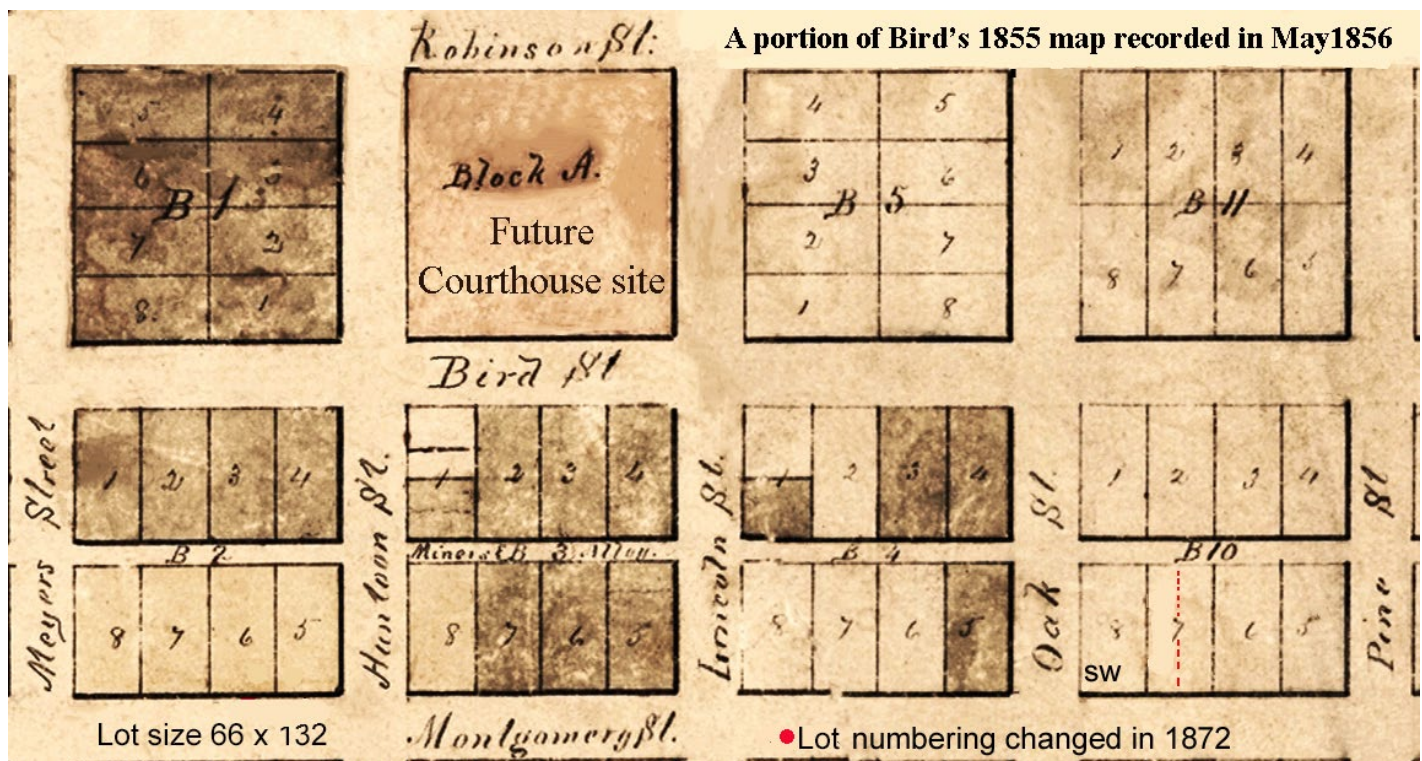 Robinson St:
A portion of Bird's 1855 map recorded in May1856
5 4
6 3
B 1
3
7 2
8. 1
Block A.
Future
Courthouse site
4 5
3 6
B 5
2 7
1 8
1 2 3 4
B 11
8 7 6 5
Bird St
Meyers Street
1 2 3 4
B 2
8 7 6 5
Huntoon St.
1 2 3 4
Miners B 3 Alley.
8 7 6 5
Lincoln St.
1 2 3 4
B 4
8 7 6 5
Oak St.
1 2 3 4
B 10
8 7 6 5
SW
Pine St
Lot size 66 x 132
Montgomery St.
Lot numbering changed in 1872